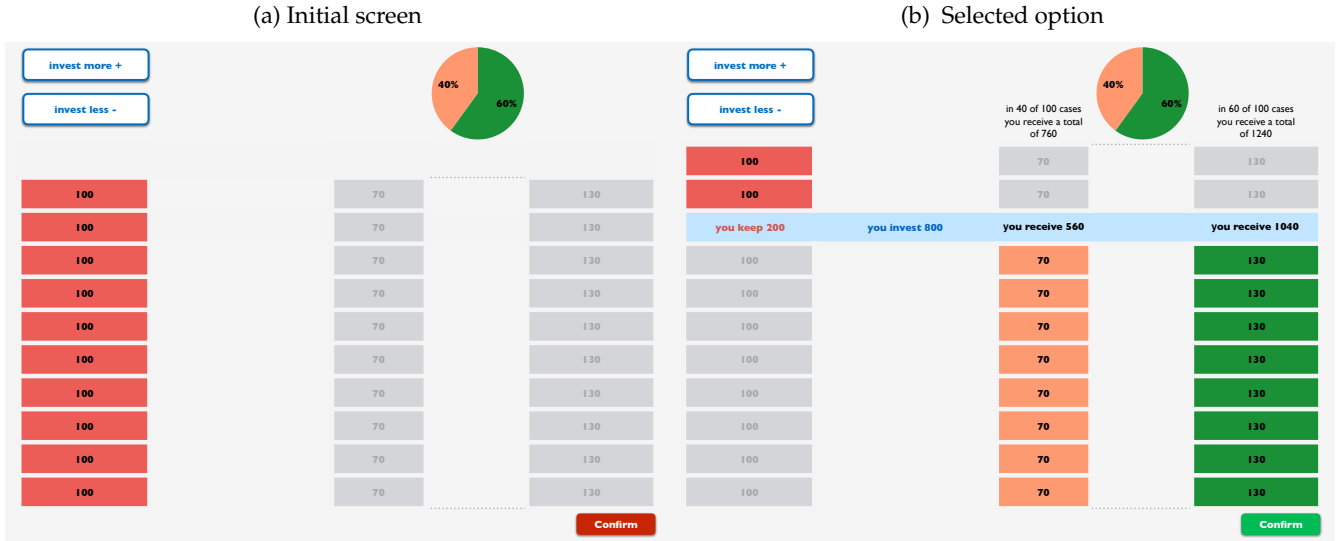 (a) Initial screen
invest more +
invest less -
40%
60%
100 70 130
100 70 130
100 70 130
100 70 130
100 70 130
100 70 130
100 70 130
100 70 130
100 70 130
100 70 130
Confirm
(b) Selected option
invest more +
invest less -
40%
60%
in 40 of 100 cases
you receive a total
of 760
in 60 of 100 cases
you receive a total
of 1240
100 70 130
100 70 130
you keep 200 you invest 800 you receive 560 you receive 1040
100 70 130
100 70 130
100 70 130
100 70 130
100 70 130
100 70 130
100 70 130
100 70 130
Confirm